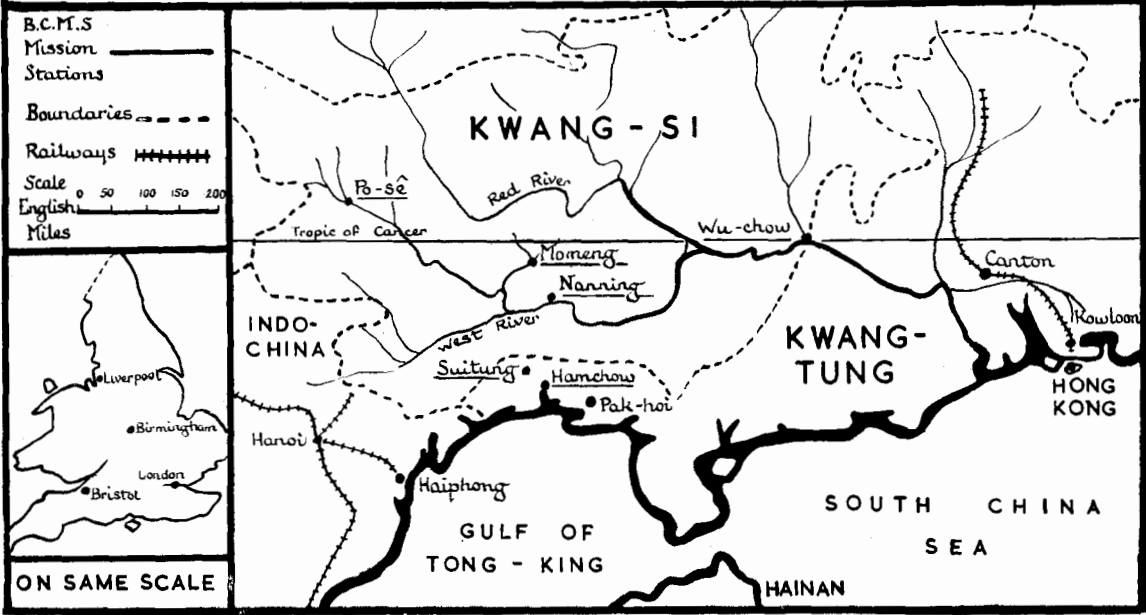 B.C.M.S
Mission
Stations
Boundaries
Railways
Scale
0 50 100 150 200
English
Miles
Liverpool
Birmingham
London
Bristol
ON SAME SCALE
KWANG-SI
Po-sê
Red River
Tropic of Cancer
Wu-chow
Momeng
Nanning
Canton
Kowloon
INDO-
CHINA
West River
KWANG-
TUNG
Suitung
Hamchow
Pak-hoi
HONG
KONG
Hanoi
Haiphong
GULF OF
TONG-KING
SOUTH CHINA
SEA
HAINAN